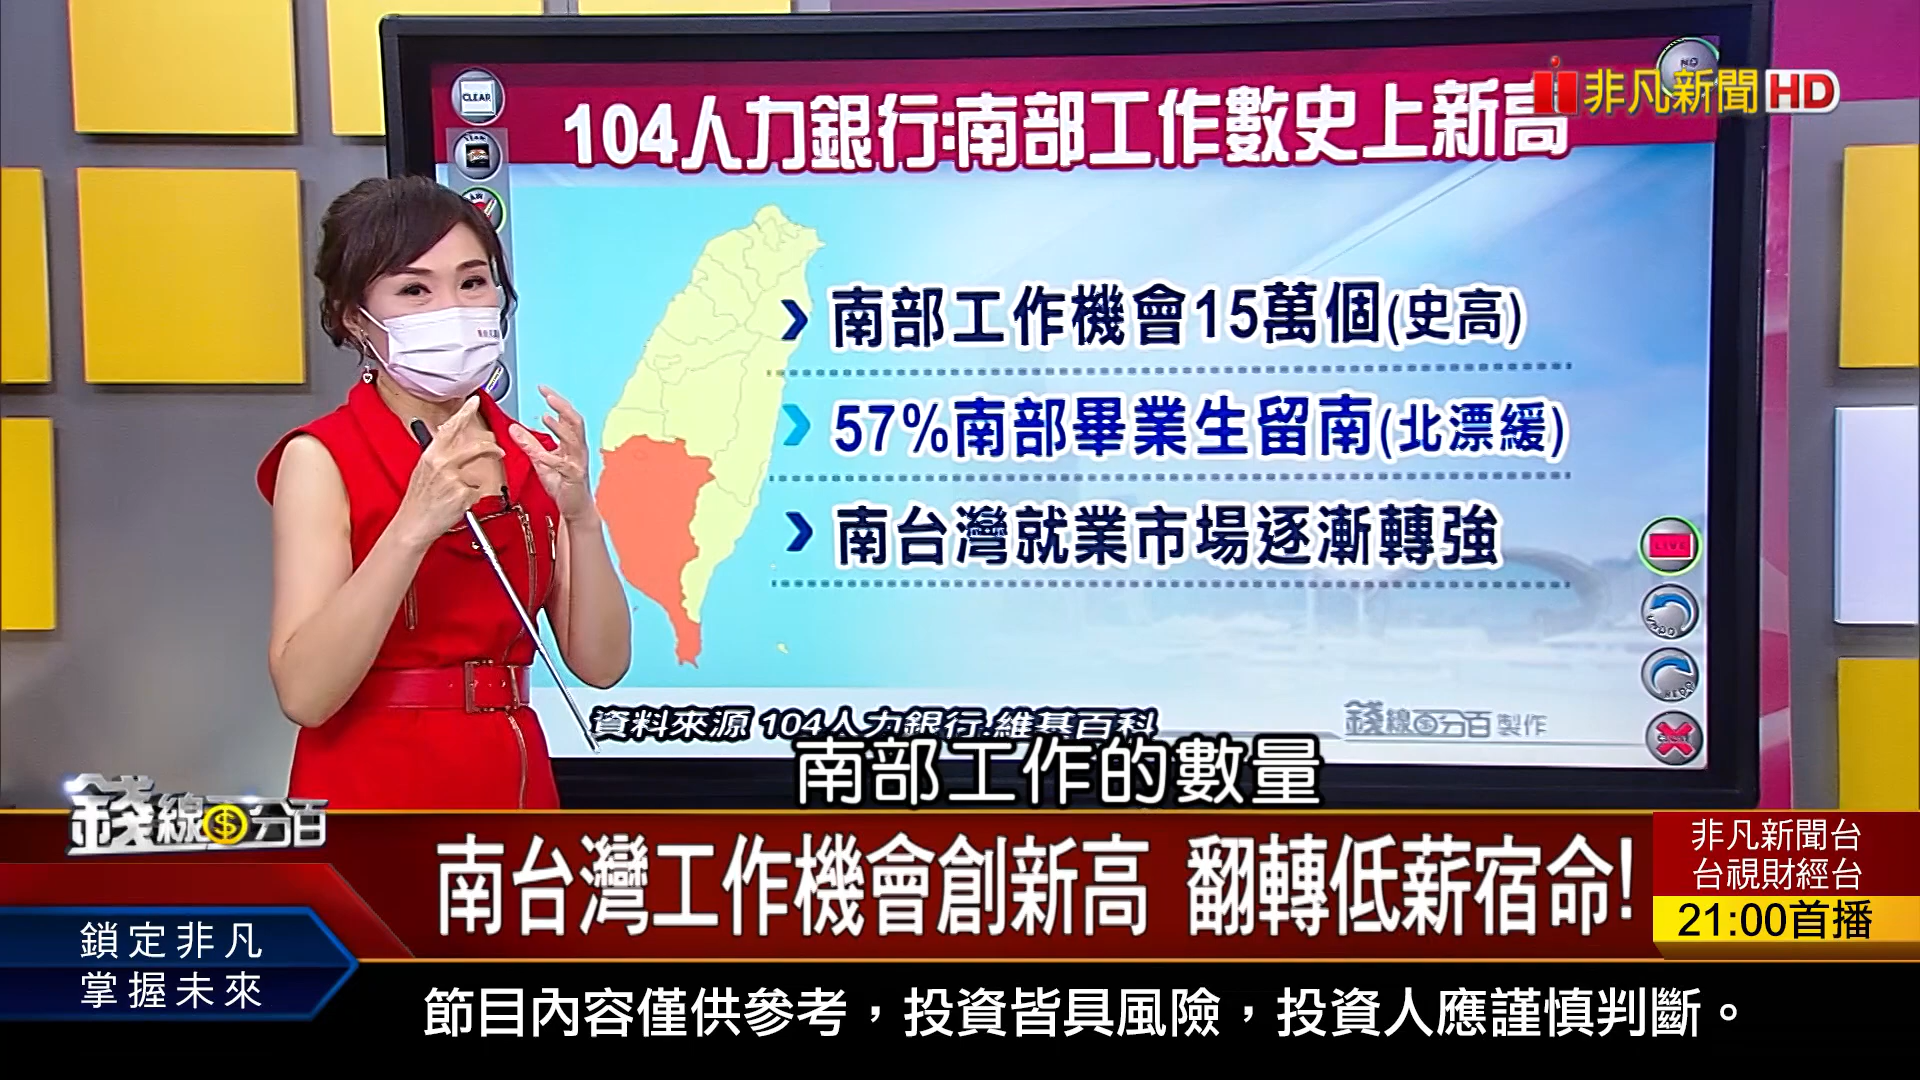 非凡新聞HD
CLEAR
104人力銀行:南部工作數史上新高
南部工作機會15萬個(史高)
57%南部畢業生留南(北漂緩)
南台灣就業市場逐漸轉強
LIVE
UNDO
REDO
CLOSE
資料來源 104人力銀行.維基百科
錢線百分百 製作
南部工作的數量
錢線百分百
南台灣工作機會創新高 翻轉低薪宿命!
非凡新聞台
台視財經台
21:00首播
鎖定非凡
掌握未來
節目內容僅供參考，投資皆具風險，投資人應謹慎判斷。